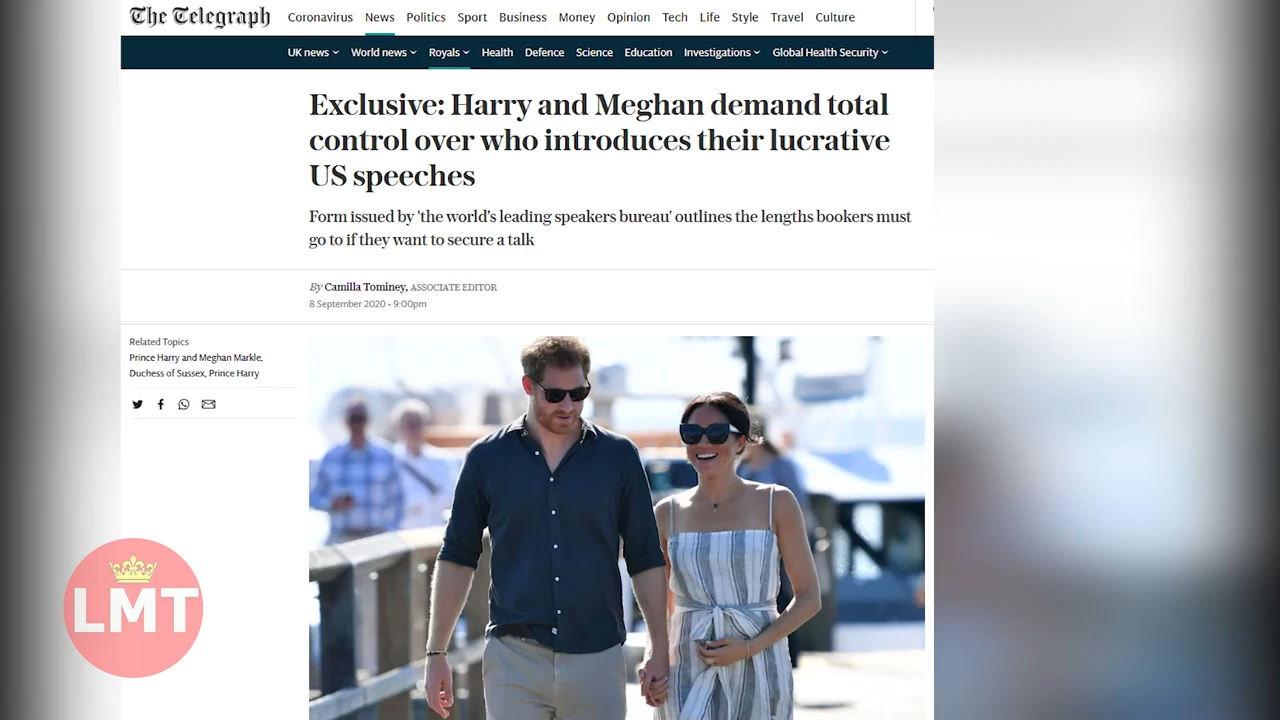 The Telegraph
Coronavirus News Politics Sport Business Money Opinion Tech Life Style Travel Culture
UK news World news Royals Health Defence Science Education Investigations Global Health Security
Exclusive: Harry and Meghan demand total
control over who introduces their lucrative
US speeches
Form issued by 'the world's leading speakers bureau' outlines the lengths bookers must
go to if they want to secure a talk
By Camilla Tominey, ASSOCIATE EDITOR
8 September 2020 • 9:00pm
Related Topics
Prince Harry and Meghan Markle,
Duchess of Sussex, Prince Harry
LMT